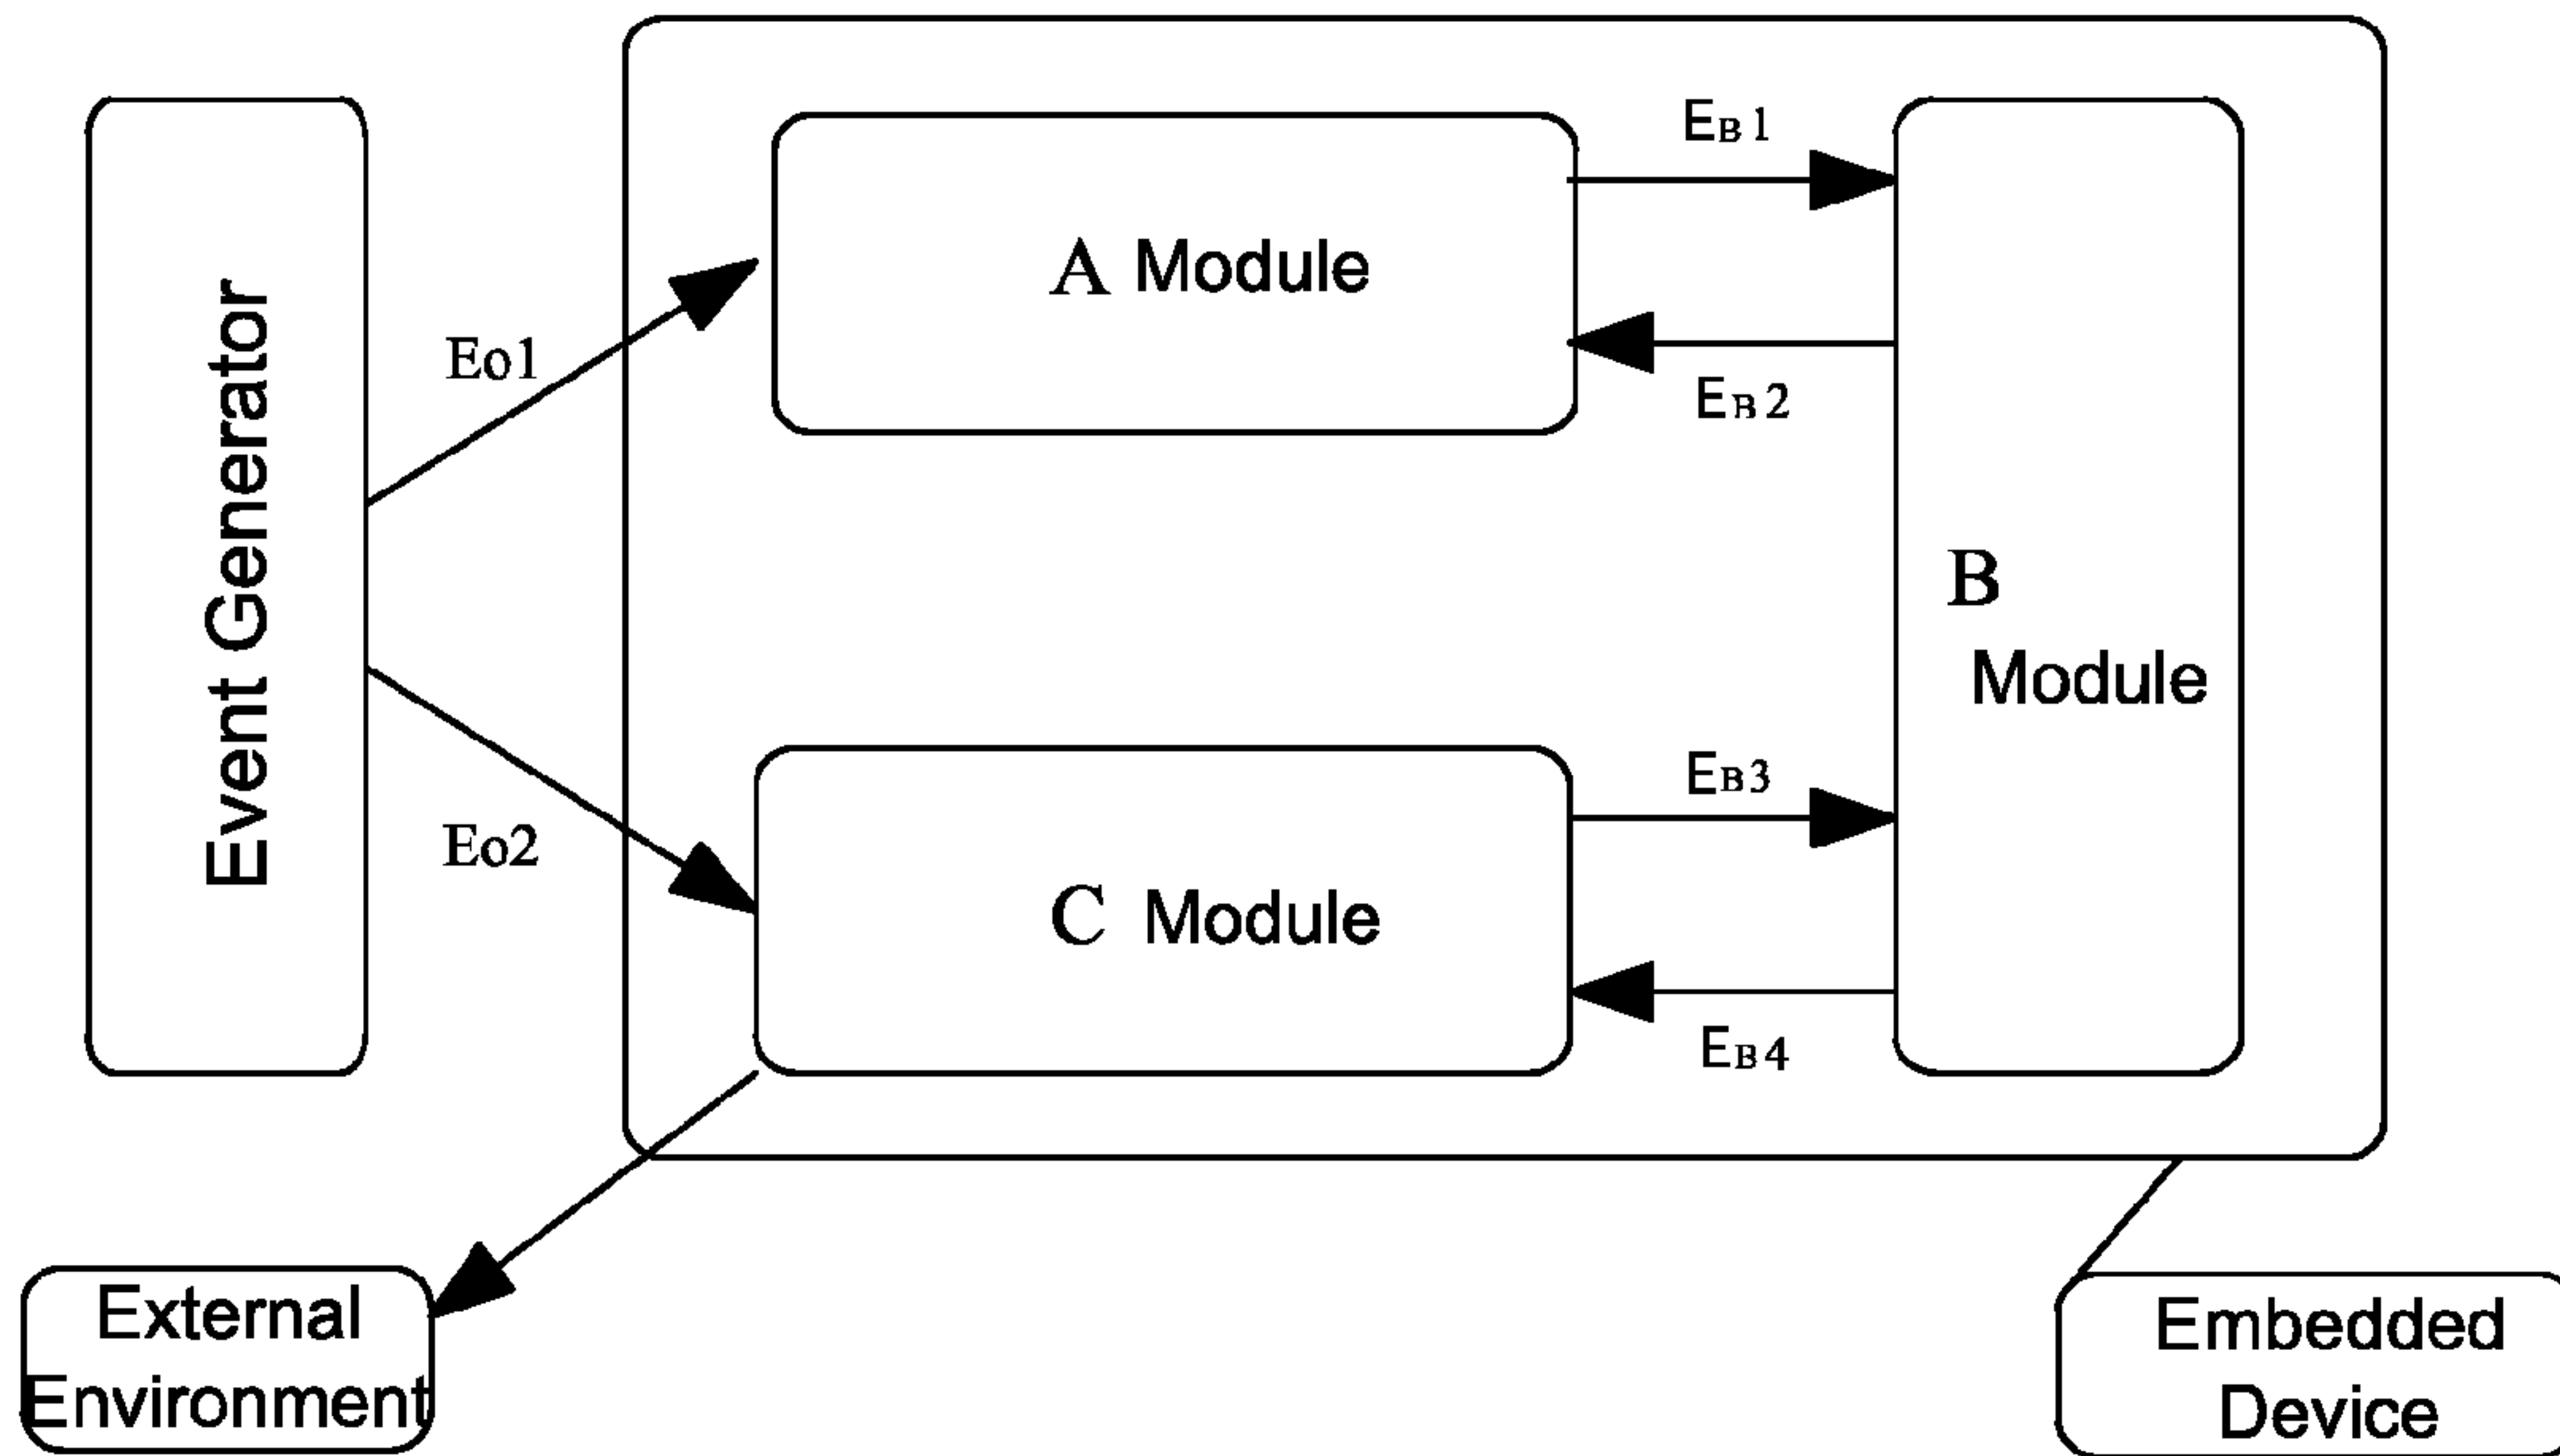 Event Generator
Eo1
Eo2
A Module
EB1
EB2
B
Module
C Module
EB3
EB4
External
Environment
Embedded
Device